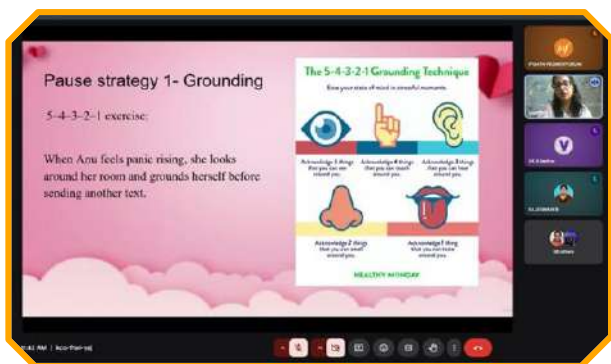 Pause strategy 1- Grounding
5-4-3-2-1 exercise:
When Anu feels panic rising, she looks
around her room and grounds herself before
sending another text.
The 5-4-3-2-1 Grounding Technique
Ease your state of mind in stressful moments.
Acknowledge 5 things
that you can see
around you.
Acknowledge 4 things
that you can touch
around you.
Acknowledge 3 things
that you can hear
around you.
Acknowledge 2 things
that you can smell
around you.
Acknowledge 1 thing
that you can taste
around you.
HEALTHY MONDAY
V
AM |